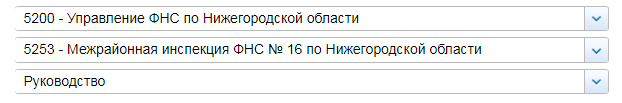 5200 - Управление ФНС по Нижегородской области
5253 - Межрайонная инспекция ФНС № 16 по Нижегородской области
Руководство